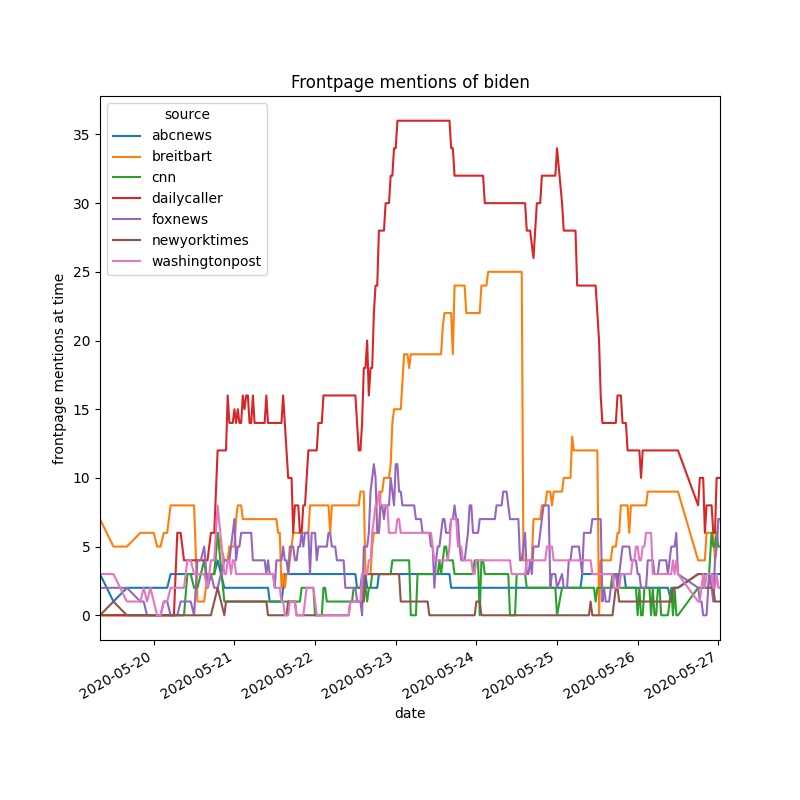 Frontpage mentions of biden
source
abcnews
breitbart
cnn
dailycaller
foxnews
newyorktimes
washingtonpost
frontpage mentions at time
35
30
25
20
15
10
5
0
2020-05-20
2020-05-21
2020-05-22
2020-05-23
2020-05-24
2020-05-25
2020-05-26
2020-05-27
date